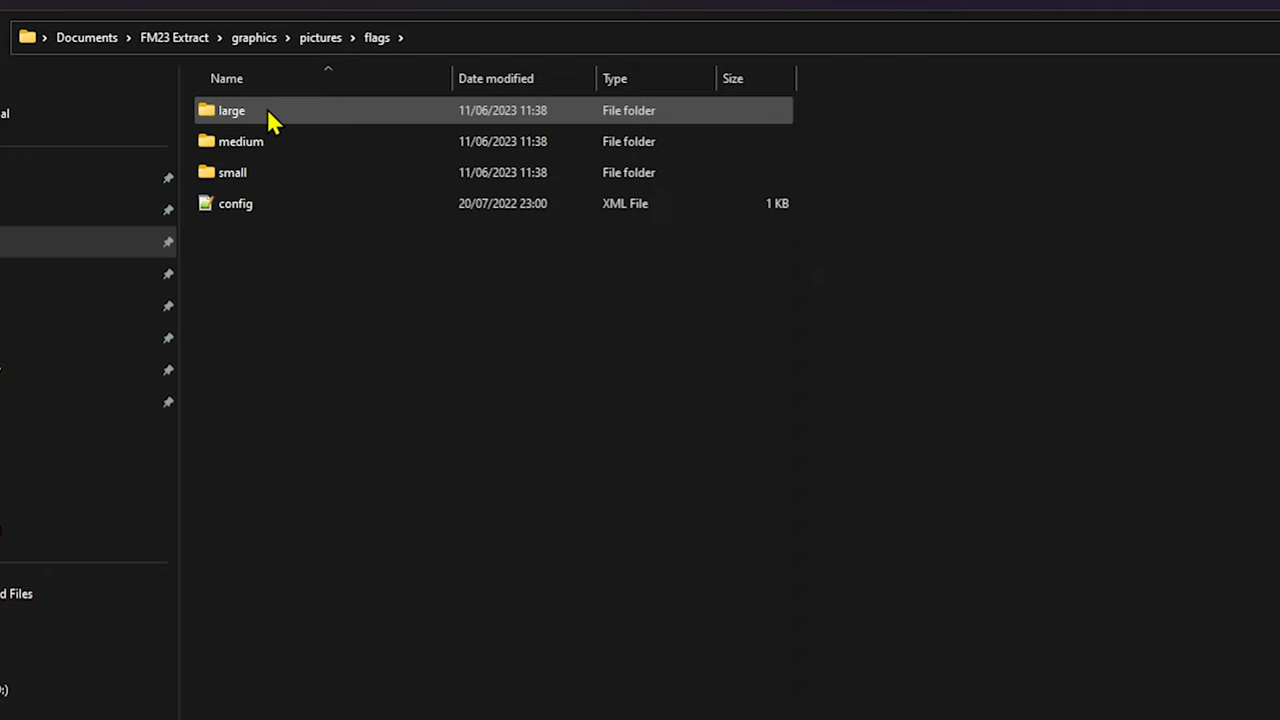 Documents > FM23 Extract > graphics > pictures > flags >
Name Date modified Type Size
large 11/06/2023 11:38 File folder
al
medium 11/06/2023 11:38 File folder
small 11/06/2023 11:38 File folder
config 20/07/2022 23:00 XML File 1 KB
d Files
:)